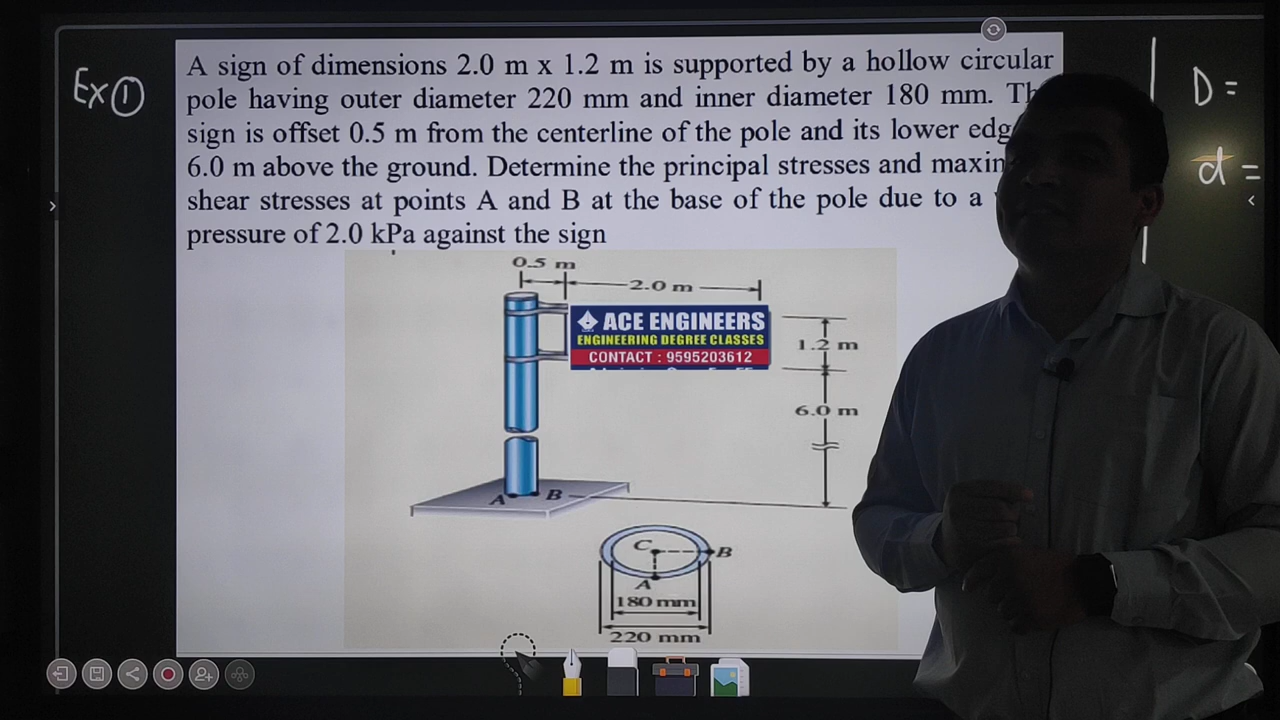 Ex ①
A sign of dimensions 2.0 m x 1.2 m is supported by a hollow circular
pole having outer diameter 220 mm and inner diameter 180 mm.
sign is offset 0.5 m from the centerline of the pole and its lower
6.0 m above the ground. Determine the principal stresses and
shear stresses at points A and B at the base of the pole due to a
pressure of 2.0 kPa against the sign
D =
d =
0.5 m
2.0 m
ACE ENGINEERS
ENGINEERING DEGREE CLASSES
CONTACT : 9595203612
1.2 m
6.0 m
A B
C B
A
180 mm
220 mm